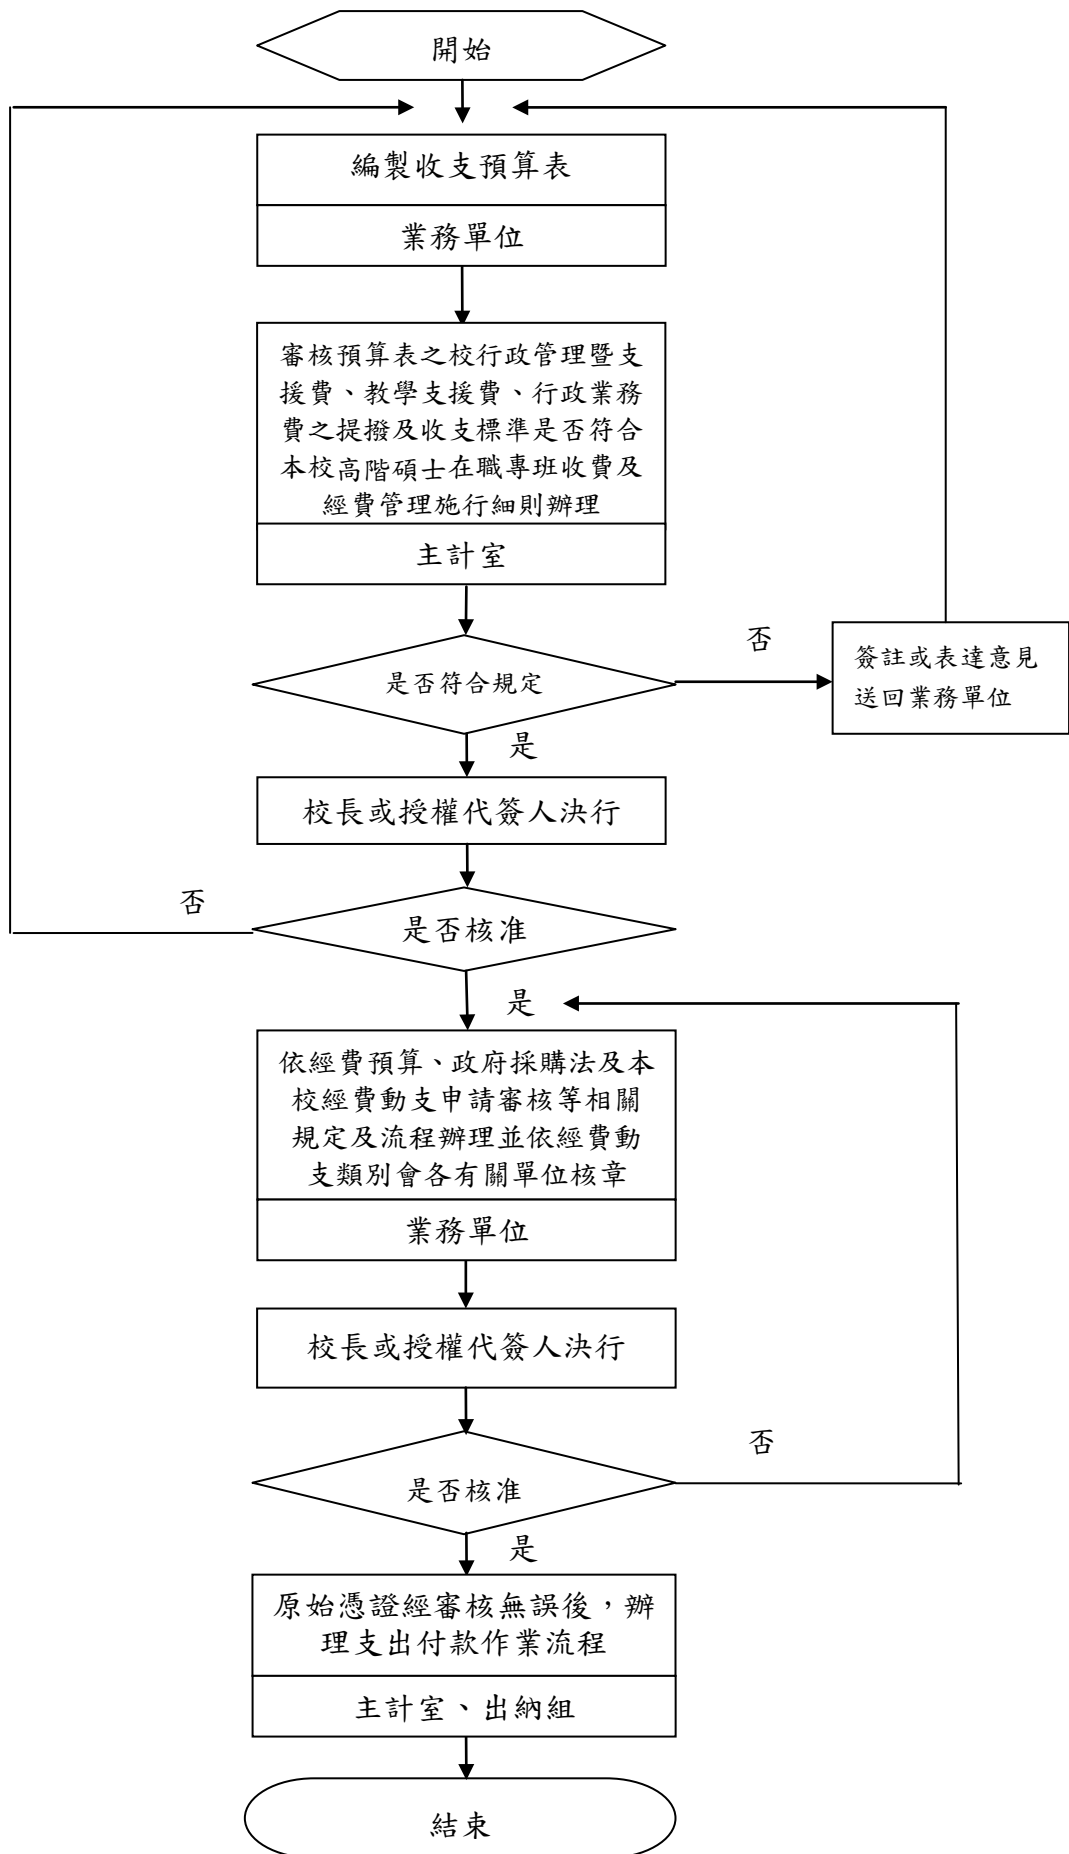 開始
編製收支預算表
業務單位
審核預算表之校行政管理暨支
援費、教學支援費、行政業務
費之提撥及收支標準是否符合
本校高階碩士在職專班收費及
經費管理施行細則辦理
主計室
是否符合規定
否
簽註或表達意見
送回業務單位
是
校長或授權代簽人決行
否
是否核准
是
依經費預算、政府採購法及本
校經費動支申請審核等相關
規定及流程辦理並依經費動
支類別會各有關單位核章
業務單位
校長或授權代簽人決行
否
是否核准
是
原始憑證經審核無誤後，辦
理支出付款作業流程
主計室、出納組
結束